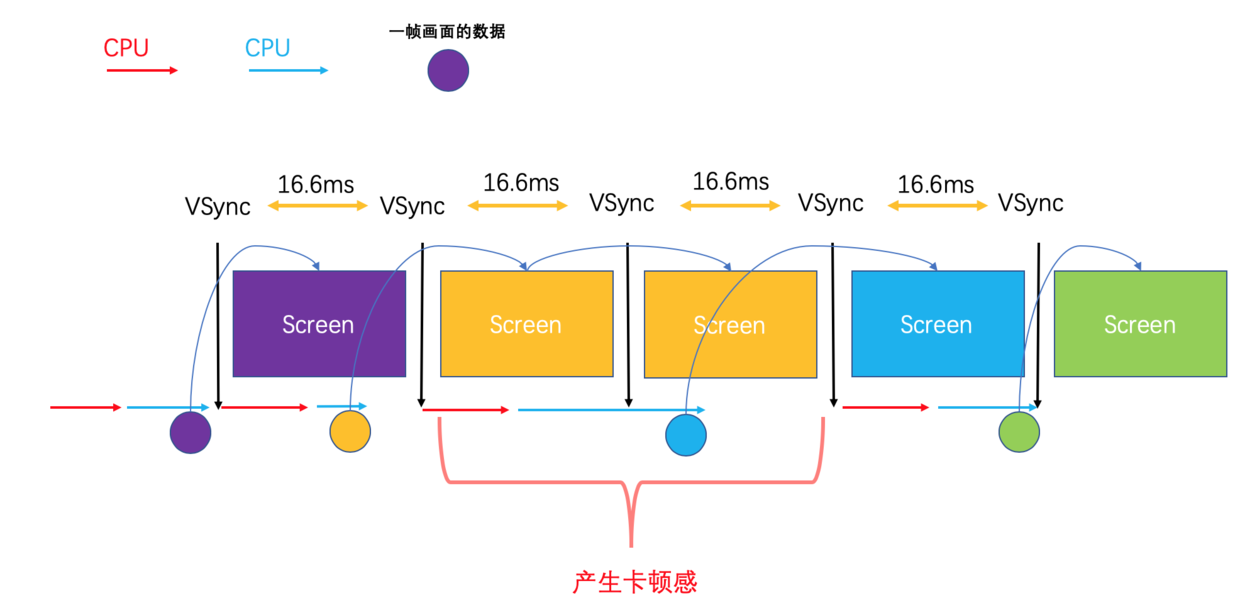 CPU
CPU
一帧画面的数据
16.6ms
16.6ms
16.6ms
16.6ms
VSync
VSync
VSync
VSync
VSync
Screen
Screen
Screen
Screen
Screen
产生卡顿感